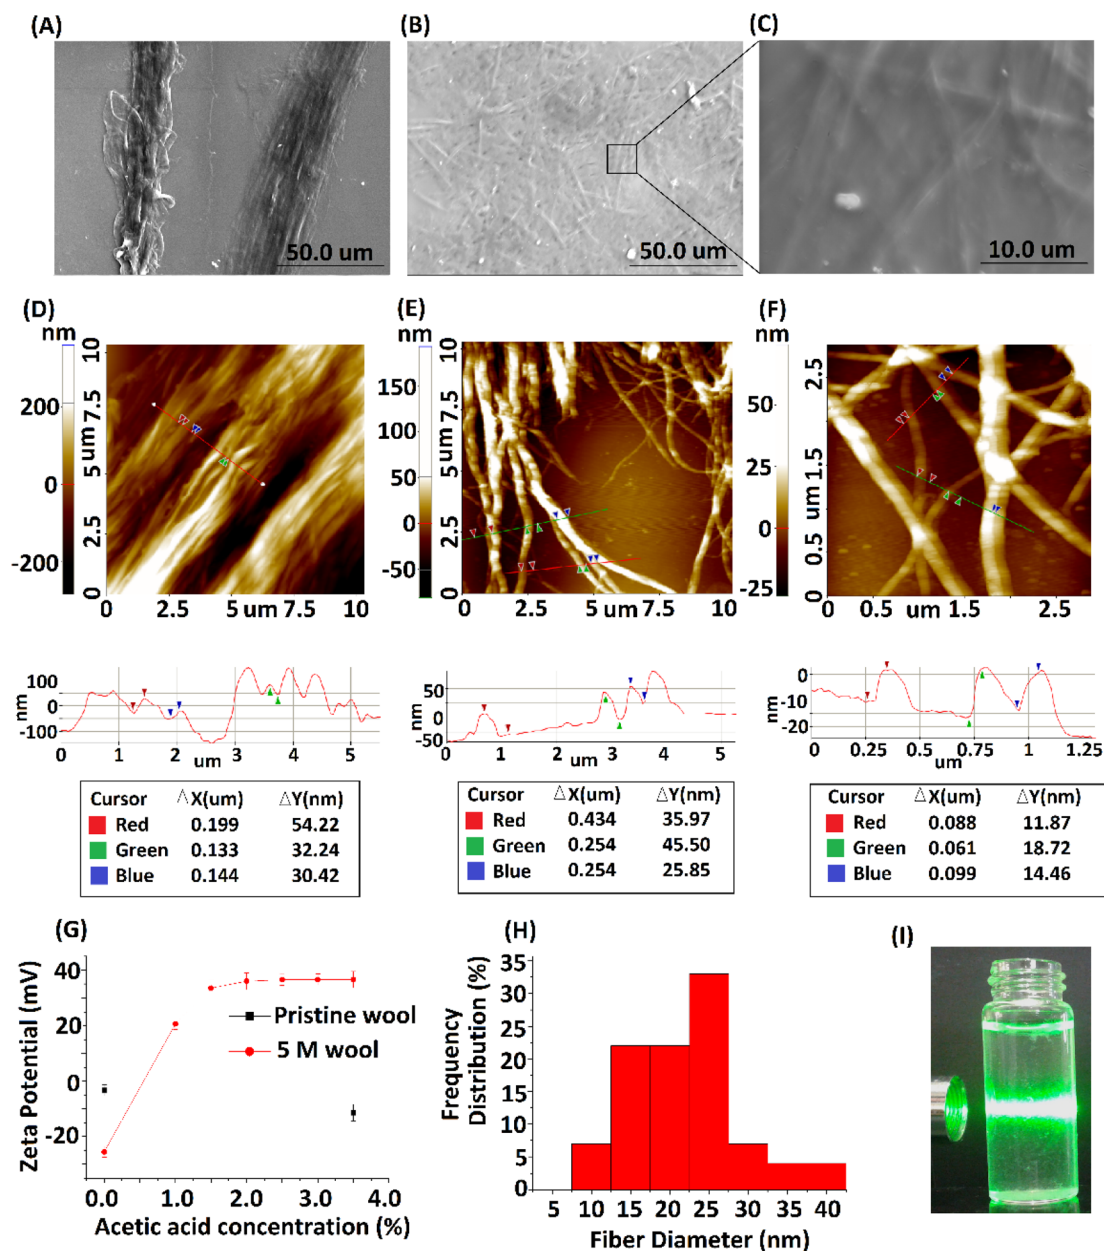 (A)
(B)
(C)
50.0 um
50.0 um
10.0 um
(D)
(E)
(F)
nm
200
0
-200
10
7.5
um
5
2.5
0
0
2.5
um
5
7.5
10
nm
150
100
50
0
-50
10
7.5
um
5
2.5
0
0
2.5
um
5
7.5
10
nm
50
25
0
-25
2.5
um
1.5
0.5
0
0.5
um
1.5
2.5
nm
100
0
-100
0
1
um
2
3
4
5
nm
50
0
-50
0
1
2
um
3
5
nm
0
-10
-20
0
0.25
0.5
um
0.75
1
1.25
Cursor △X(um) △Y(nm)
Red 0.199 54.22
Green 0.133 32.24
Blue 0.144 30.42
Cursor △X(um) △Y(nm)
Red 0.434 35.97
Green 0.254 45.50
Blue 0.254 25.85
Cursor △X(um) △Y(nm)
Red 0.088 11.87
Green 0.061 18.72
Blue 0.099 14.46
(G)
Zeta Potential (mV)
40
20
0
-20
Pristine wool
5 M wool
0.0 1.0 2.0 3.0 4.0
Acetic acid concentration (%)
(H)
Frequency
Distribution (%)
35
30
25
20
15
10
5
0
5 10 15 20 25 30 35 40
Fiber Diameter (nm)
(I)